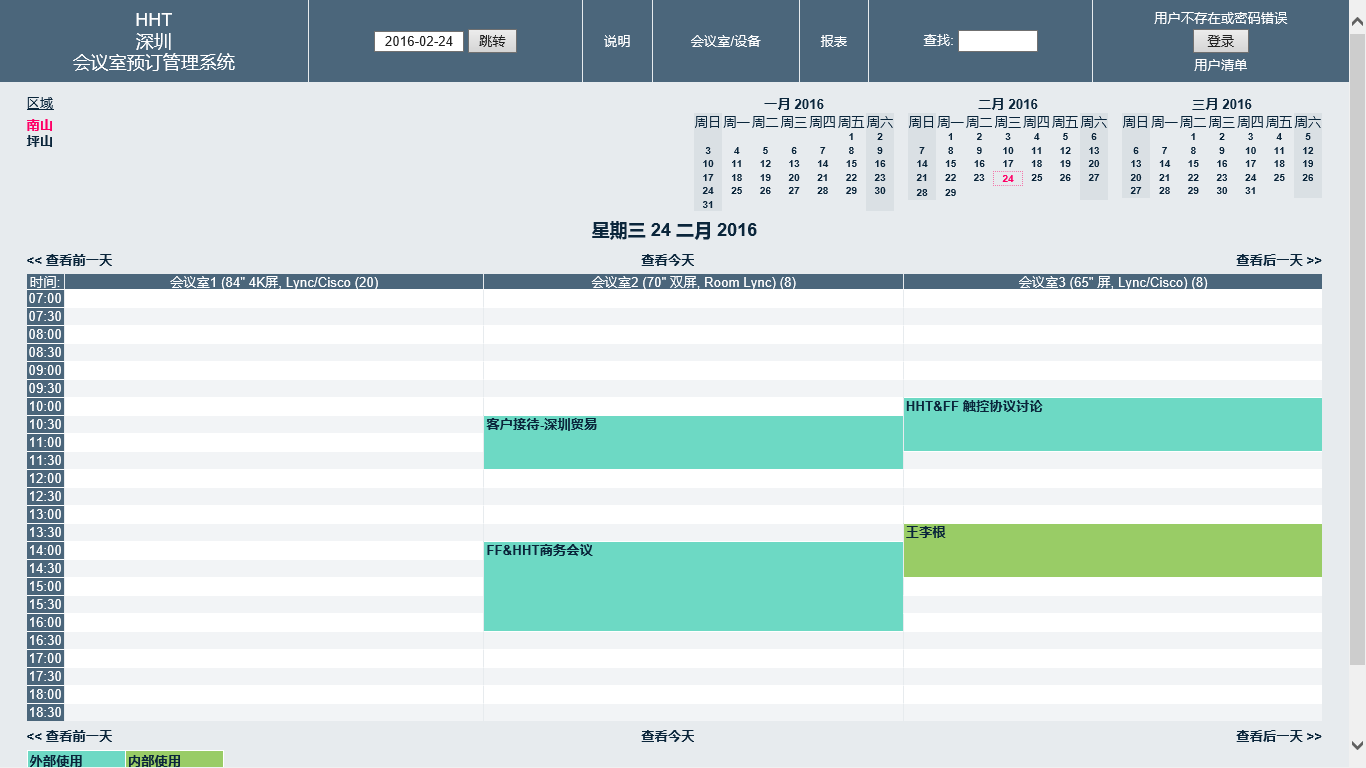 HHT
深圳
会议室预订管理系统
2016-02-24 跳转
说明
会议室/设备
报表
查找:
用户不存在或密码错误
登录
用户清单
区域
南山
坪山
一月 2016
周日 周一 周二 周三 周四 周五 周六
1 2
3 4 5 6 7 8 9
10 11 12 13 14 15 16
17 18 19 20 21 22 23
24 25 26 27 28 29 30
31
二月 2016
周日 周一 周二 周三 周四 周五 周六
1 2 3 4 5 6
7 8 9 10 11 12 13
14 15 16 17 18 19 20
21 22 23 24 25 26 27
28 29
三月 2016
周日 周一 周二 周三 周四 周五 周六
1 2 3 4 5
6 7 8 9 10 11 12
13 14 15 16 17 18 19
20 21 22 23 24 25 26
27 28 29 30 31
星期三 24 二月 2016
<< 查看前一天 查看今天 查看后一天 >>
时间: 会议室1 (84" 4K屏, Lync/Cisco (20) 会议室2 (70" 双屏, Room Lync) (8) 会议室3 (65" 屏, Lync/Cisco) (8)
07:00
07:30
08:00
08:30
09:00
09:30
10:00 HHT&FF 触控协议讨论
10:30 客户接待-深圳贸易
11:00
11:30
12:00
12:30
13:00
13:30 王李根
14:00 FF&HHT商务会议
14:30
15:00
15:30
16:00
16:30
17:00
17:30
18:00
18:30
<< 查看前一天 查看今天 查看后一天 >>
外部使用 内部使用